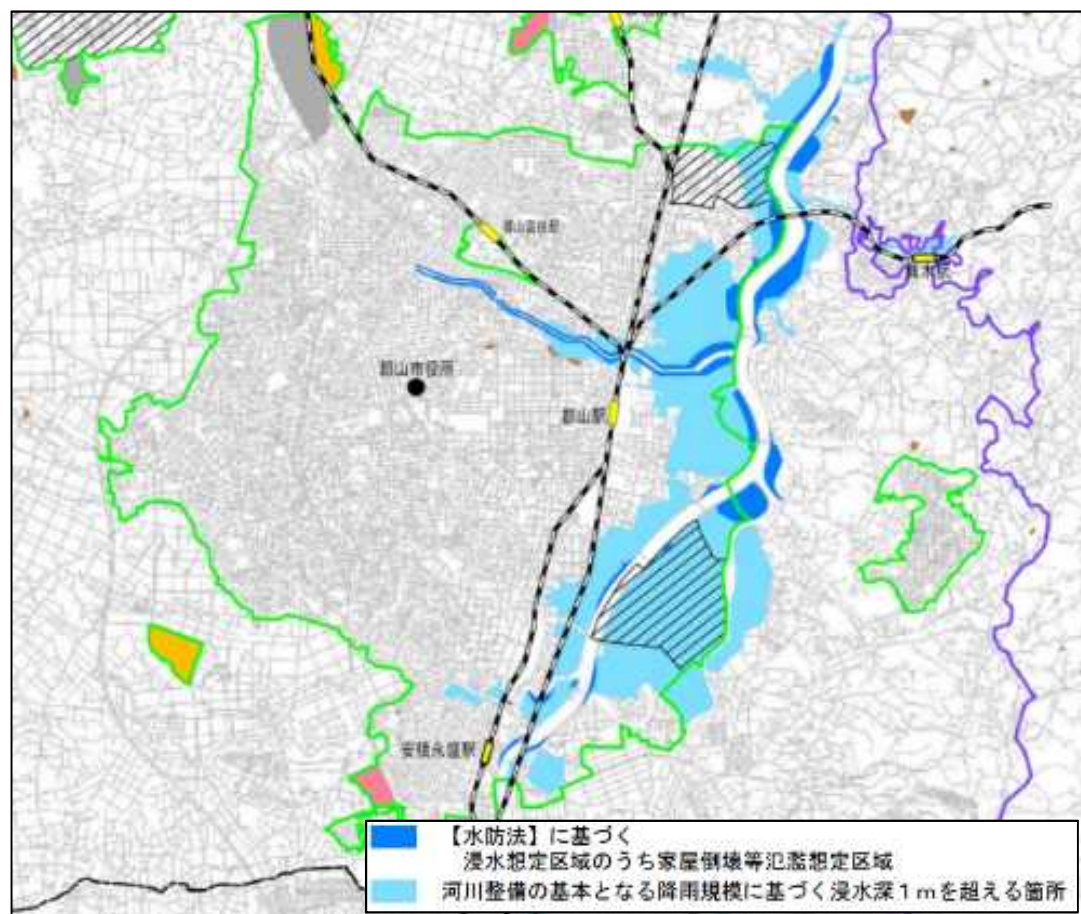 郡山富田駅
舞木駅
郡山市役所
郡山駅
安積永盛駅
【水防法】に基づく
浸水想定区域のうち家屋倒壊等氾濫想定区域
河川整備の基本となる降雨規模に基づく浸水深1mを超える箇所